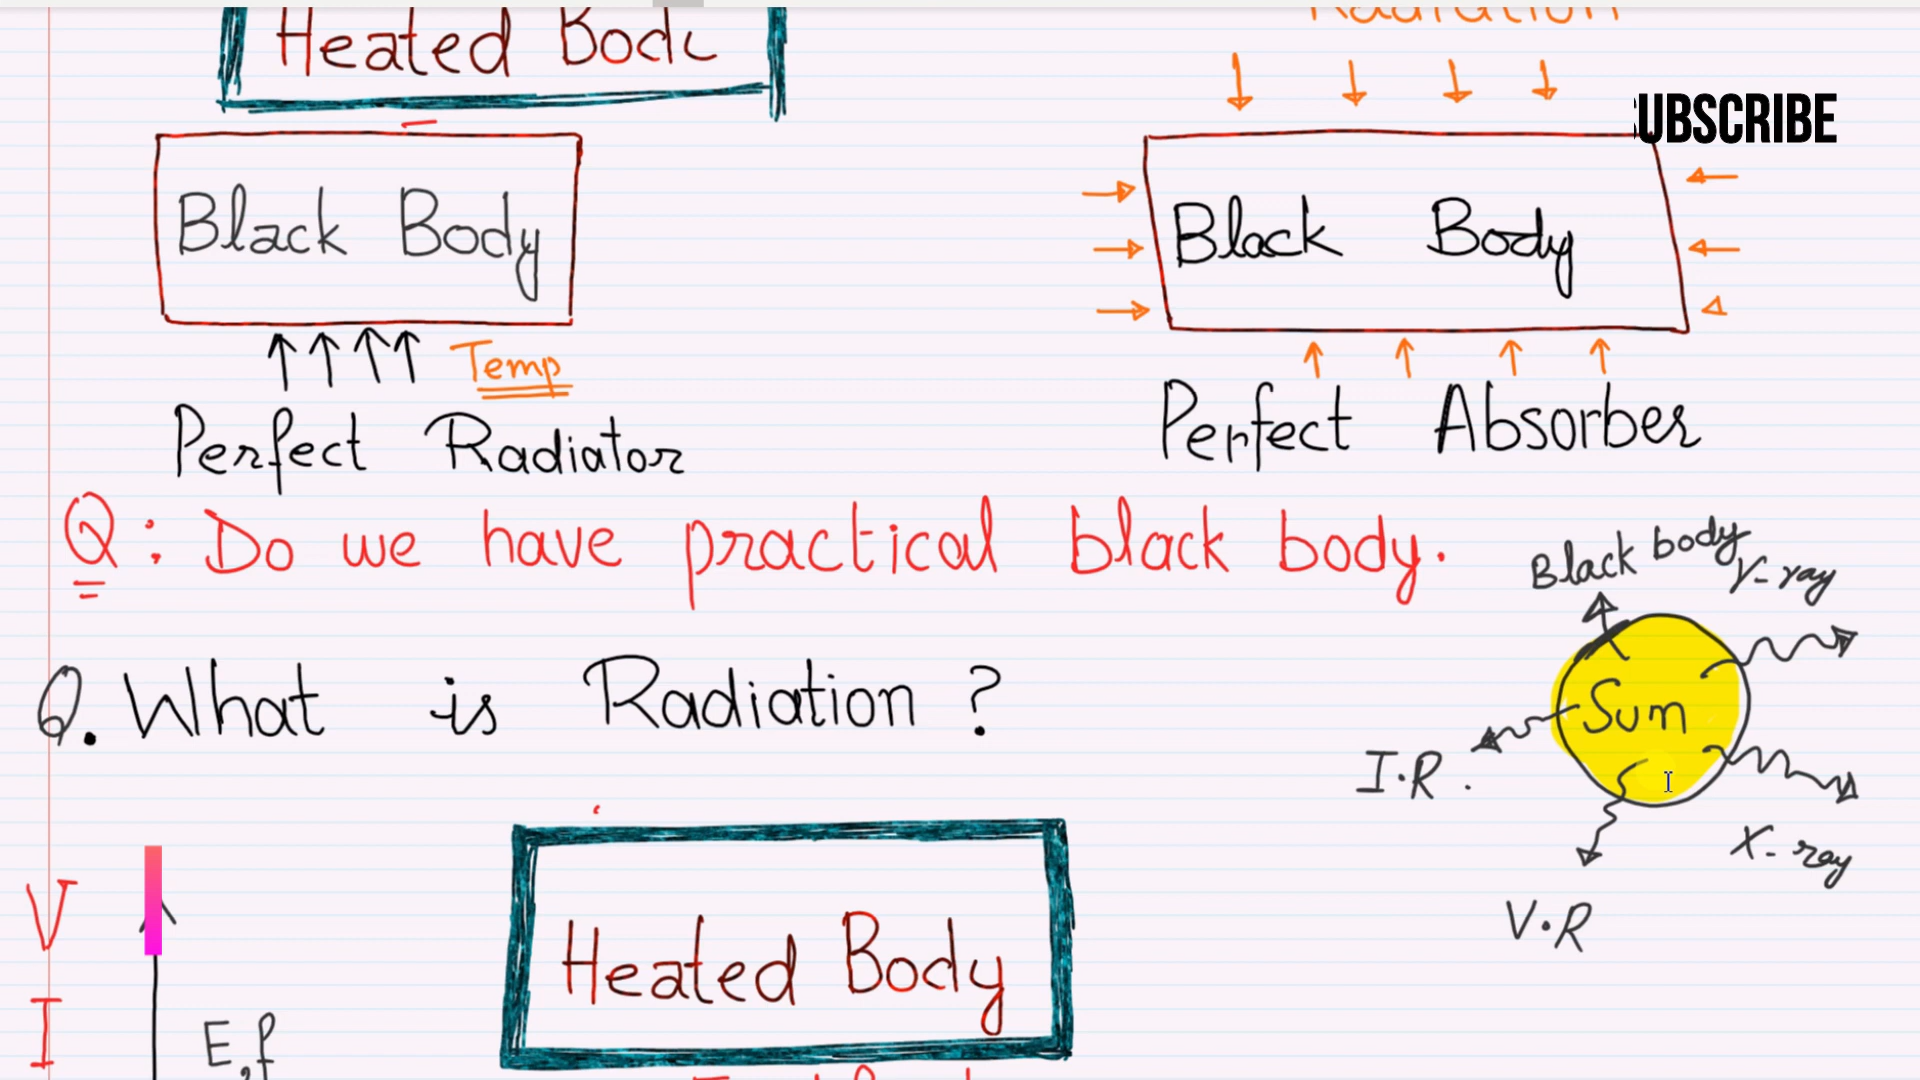 Radiation
Heated Bod
UBSCRIBE
Black Body
Black Body
Temp
Perfect Radiator
Perfect Absorber
Q: Do we have practical black body.
Black body
γ-ray
Q. What is Radiation ?
Sun
I.R.
X-ray
V.R
V
I
Heated Body
E,f